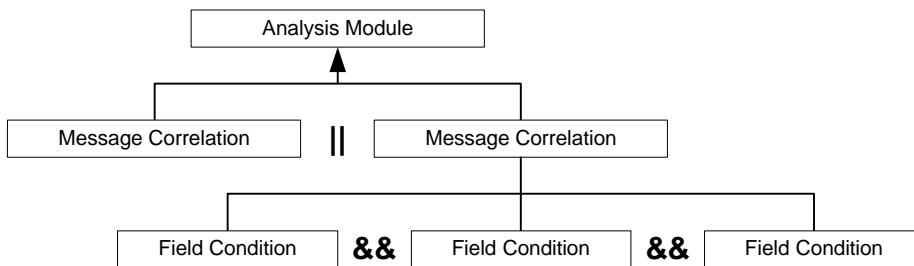 Analysis Module
Message Correlation || Message Correlation
Field Condition && Field Condition && Field Condition